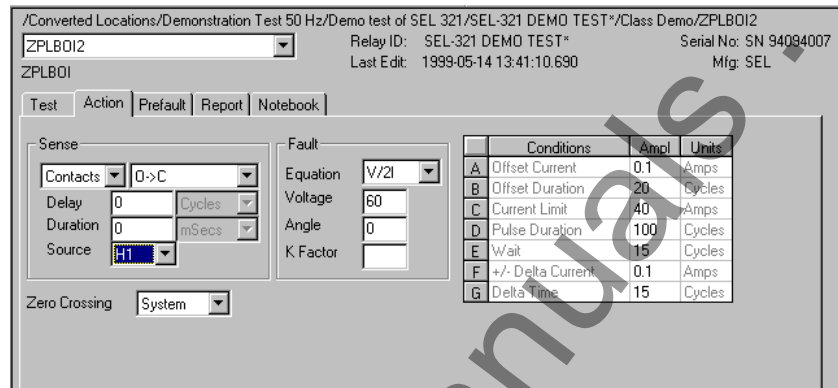 /Converted Locations/Demonstration Test 50 Hz/Demo test of SEL 321/SEL-321 DEMO TEST*/Class Demo/ZPLBOI2
ZPLBOI2 Relay ID: SEL-321 DEMO TEST* Serial No: SN 94094007
Last Edit: 1999-05-14 13:41:10.690 Mfg: SEL
ZPLBOI
Test Action Prefault Report Notebook
Sense Fault
Conditions Ampl Units
Contacts O->C Equation V/2I
A Offset Current 0.1 Amps
Delay 0 Cycles Voltage 60
B Offset Duration 20 Cycles
C Current Limit 40 Amps
Duration 0 mSecs Angle 0
D Pulse Duration 100 Cycles
Source H1 K Factor
E Wait 15 Cycles
F +/- Delta Current 0.1 Amps
G Delta Time 15 Cycles
Zero Crossing System
manuals.